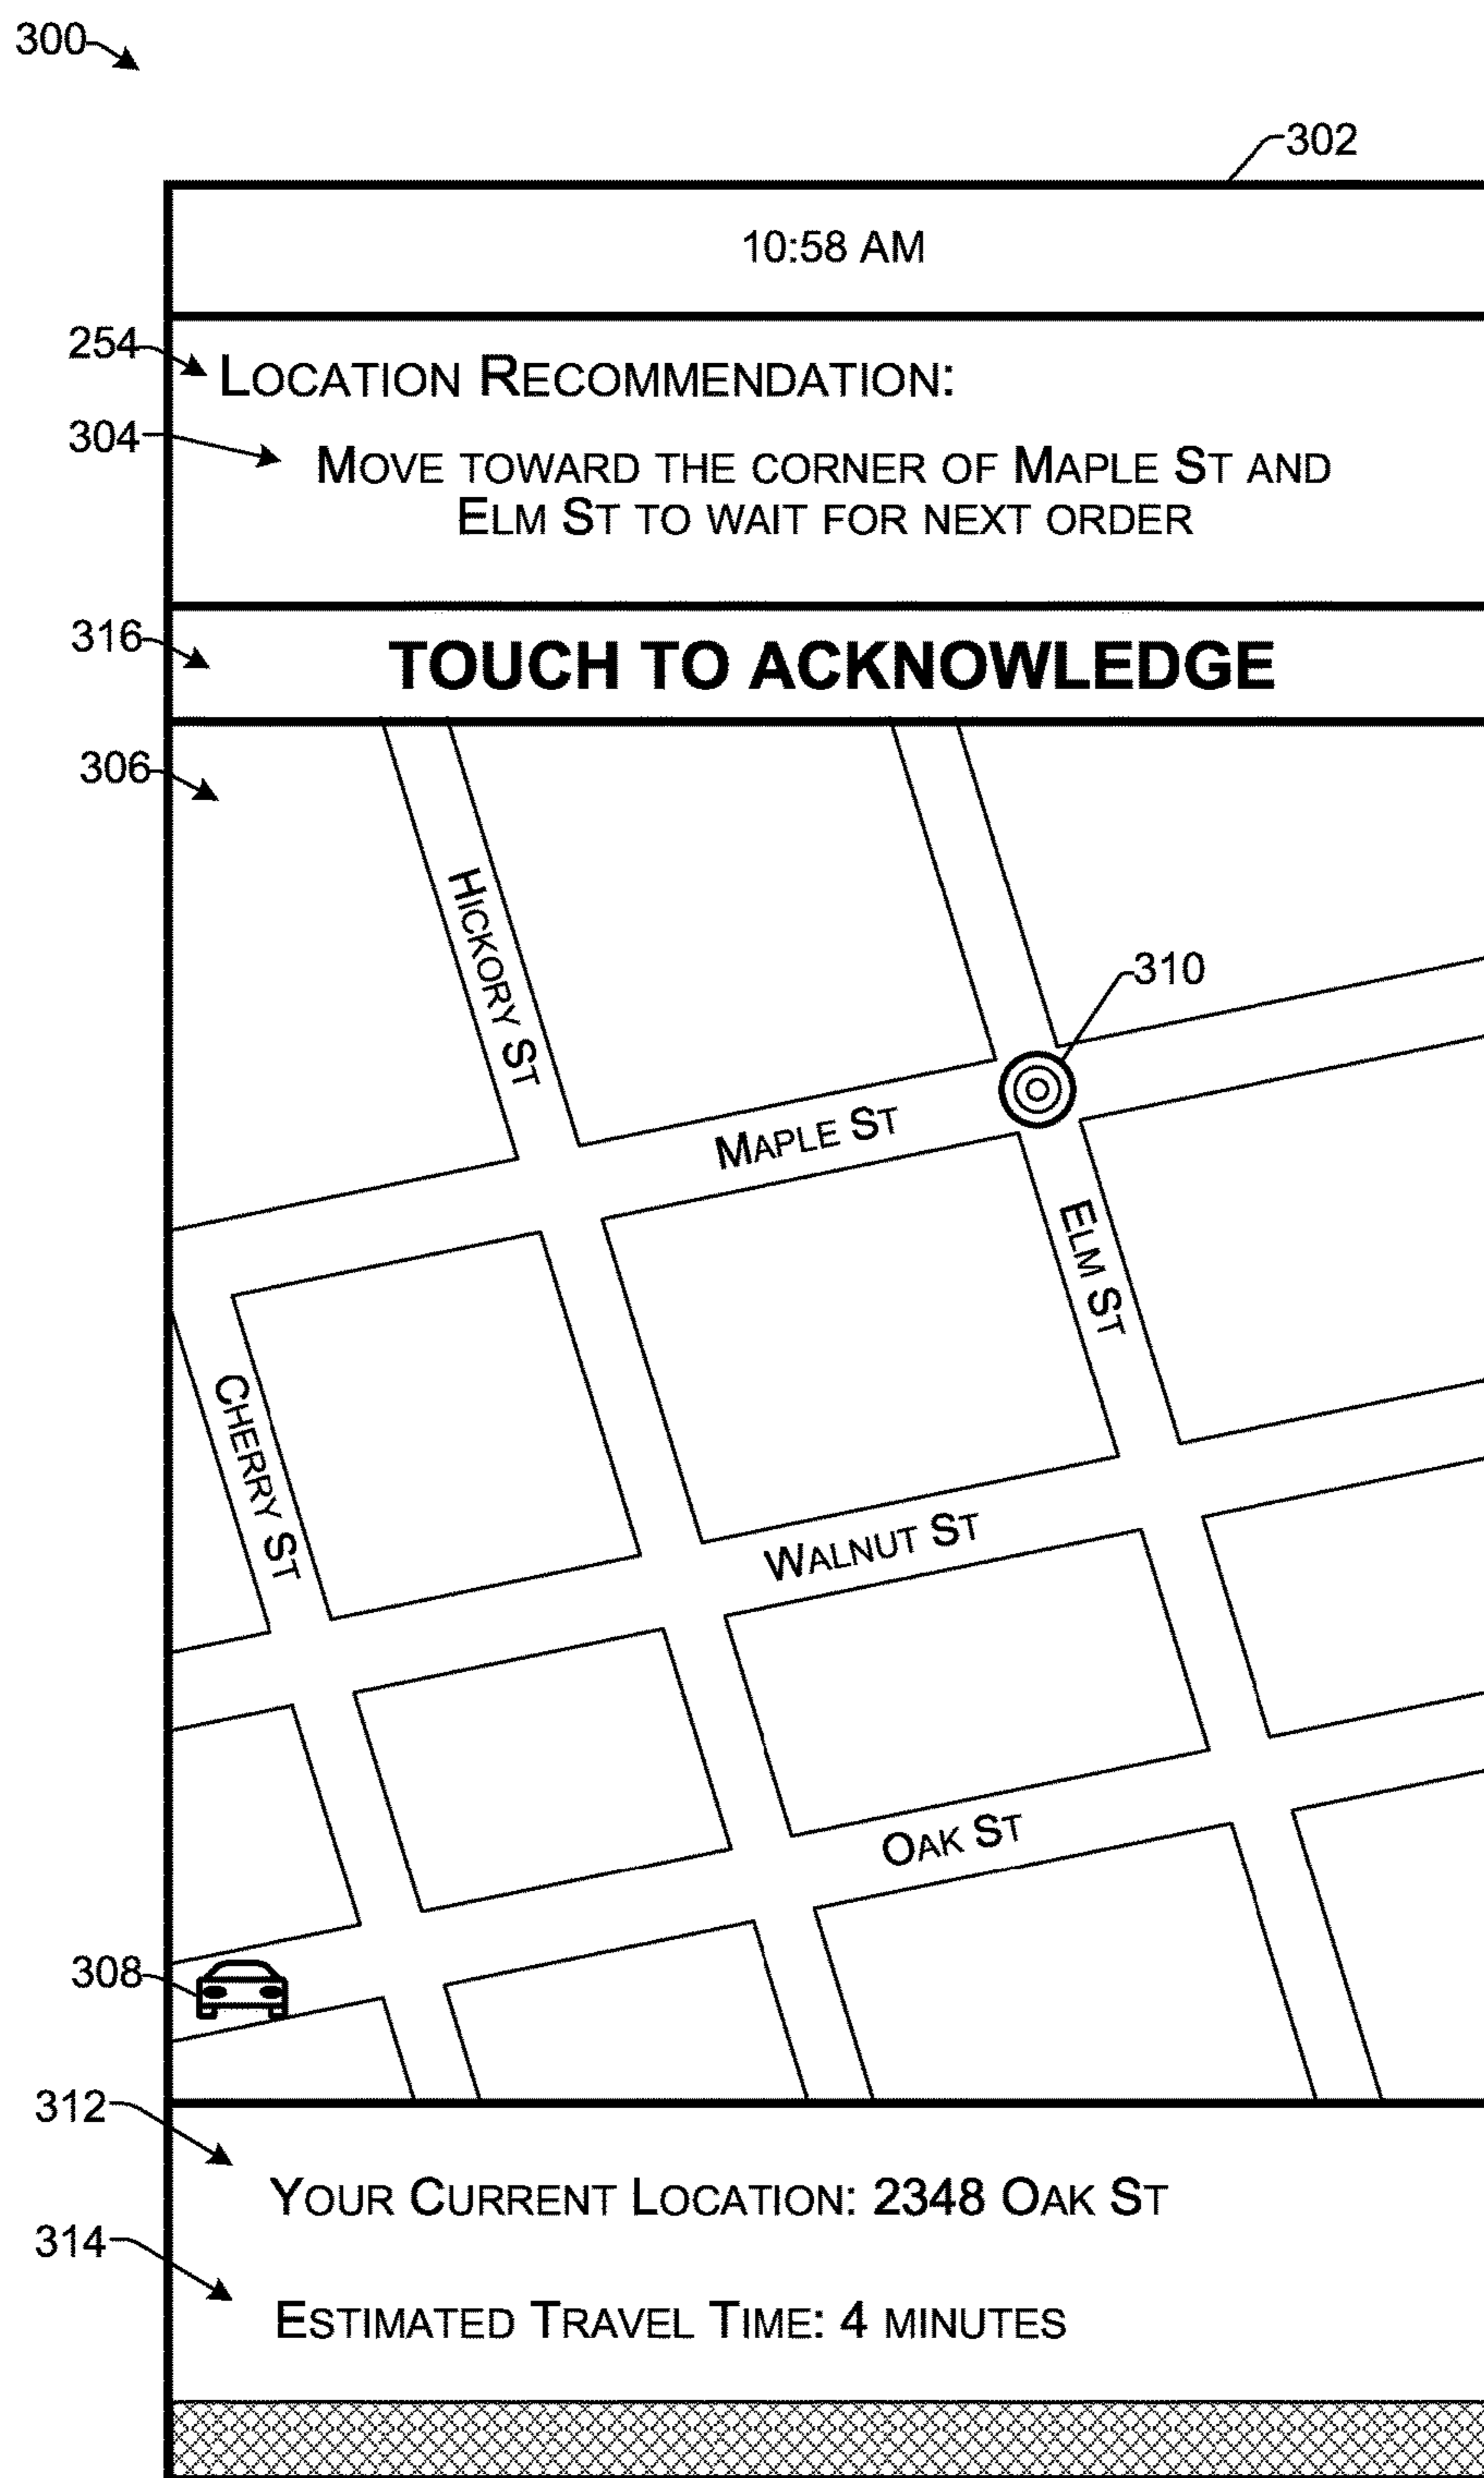 300
302
10:58 AM
254
LOCATION RECOMMENDATION:
304
MOVE TOWARD THE CORNER OF MAPLE ST AND
ELM ST TO WAIT FOR NEXT ORDER
316
TOUCH TO ACKNOWLEDGE
306
HICKORY ST
310
MAPLE ST
ELM ST
CHERRY ST
WALNUT ST
OAK ST
308
312
YOUR CURRENT LOCATION: 2348 OAK ST
314
ESTIMATED TRAVEL TIME: 4 MINUTES